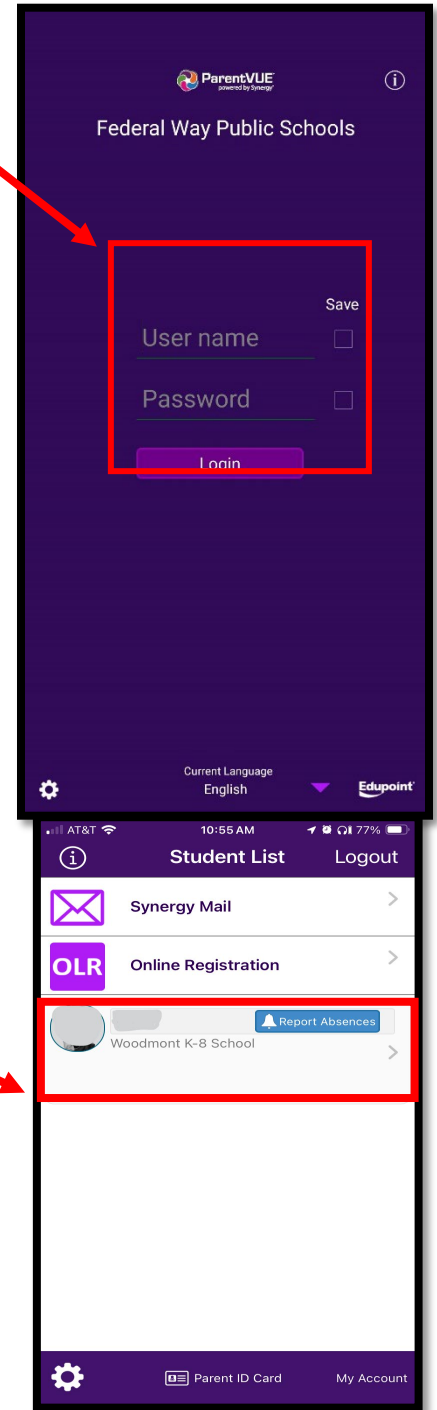 ParentVUE
powered by Synergy
Federal Way Public Schools
Save
User name
Password
Login
Current Language
English
Edupoint
AT&T 10:55 AM 77%
Student List Logout
Synergy Mail
OLR Online Registration
Report Absences
Woodmont K-8 School
Parent ID Card My Account